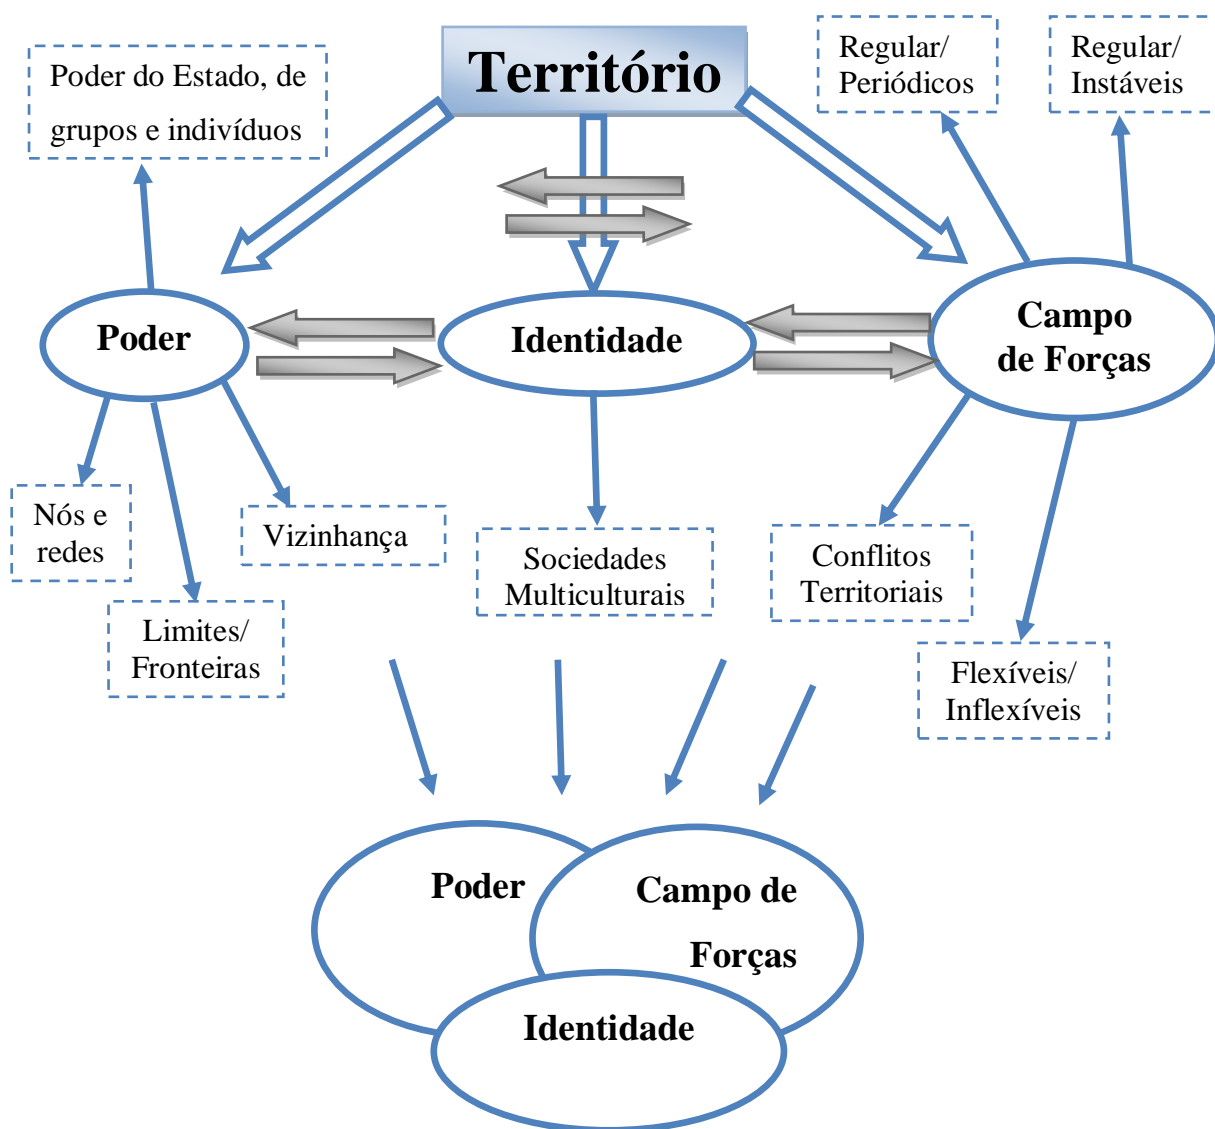 Território
Poder do Estado, de
grupos e indivíduos
Regular/
Periódicos
Regular/
Instáveis
Poder
Identidade
Campo
de Forças
Nós e
redes
Limites/
Fronteiras
Vizinhança
Sociedades
Multiculturais
Conflitos
Territoriais
Flexíveis/
Inflexíveis
Poder
Campo de
Forças
Identidade